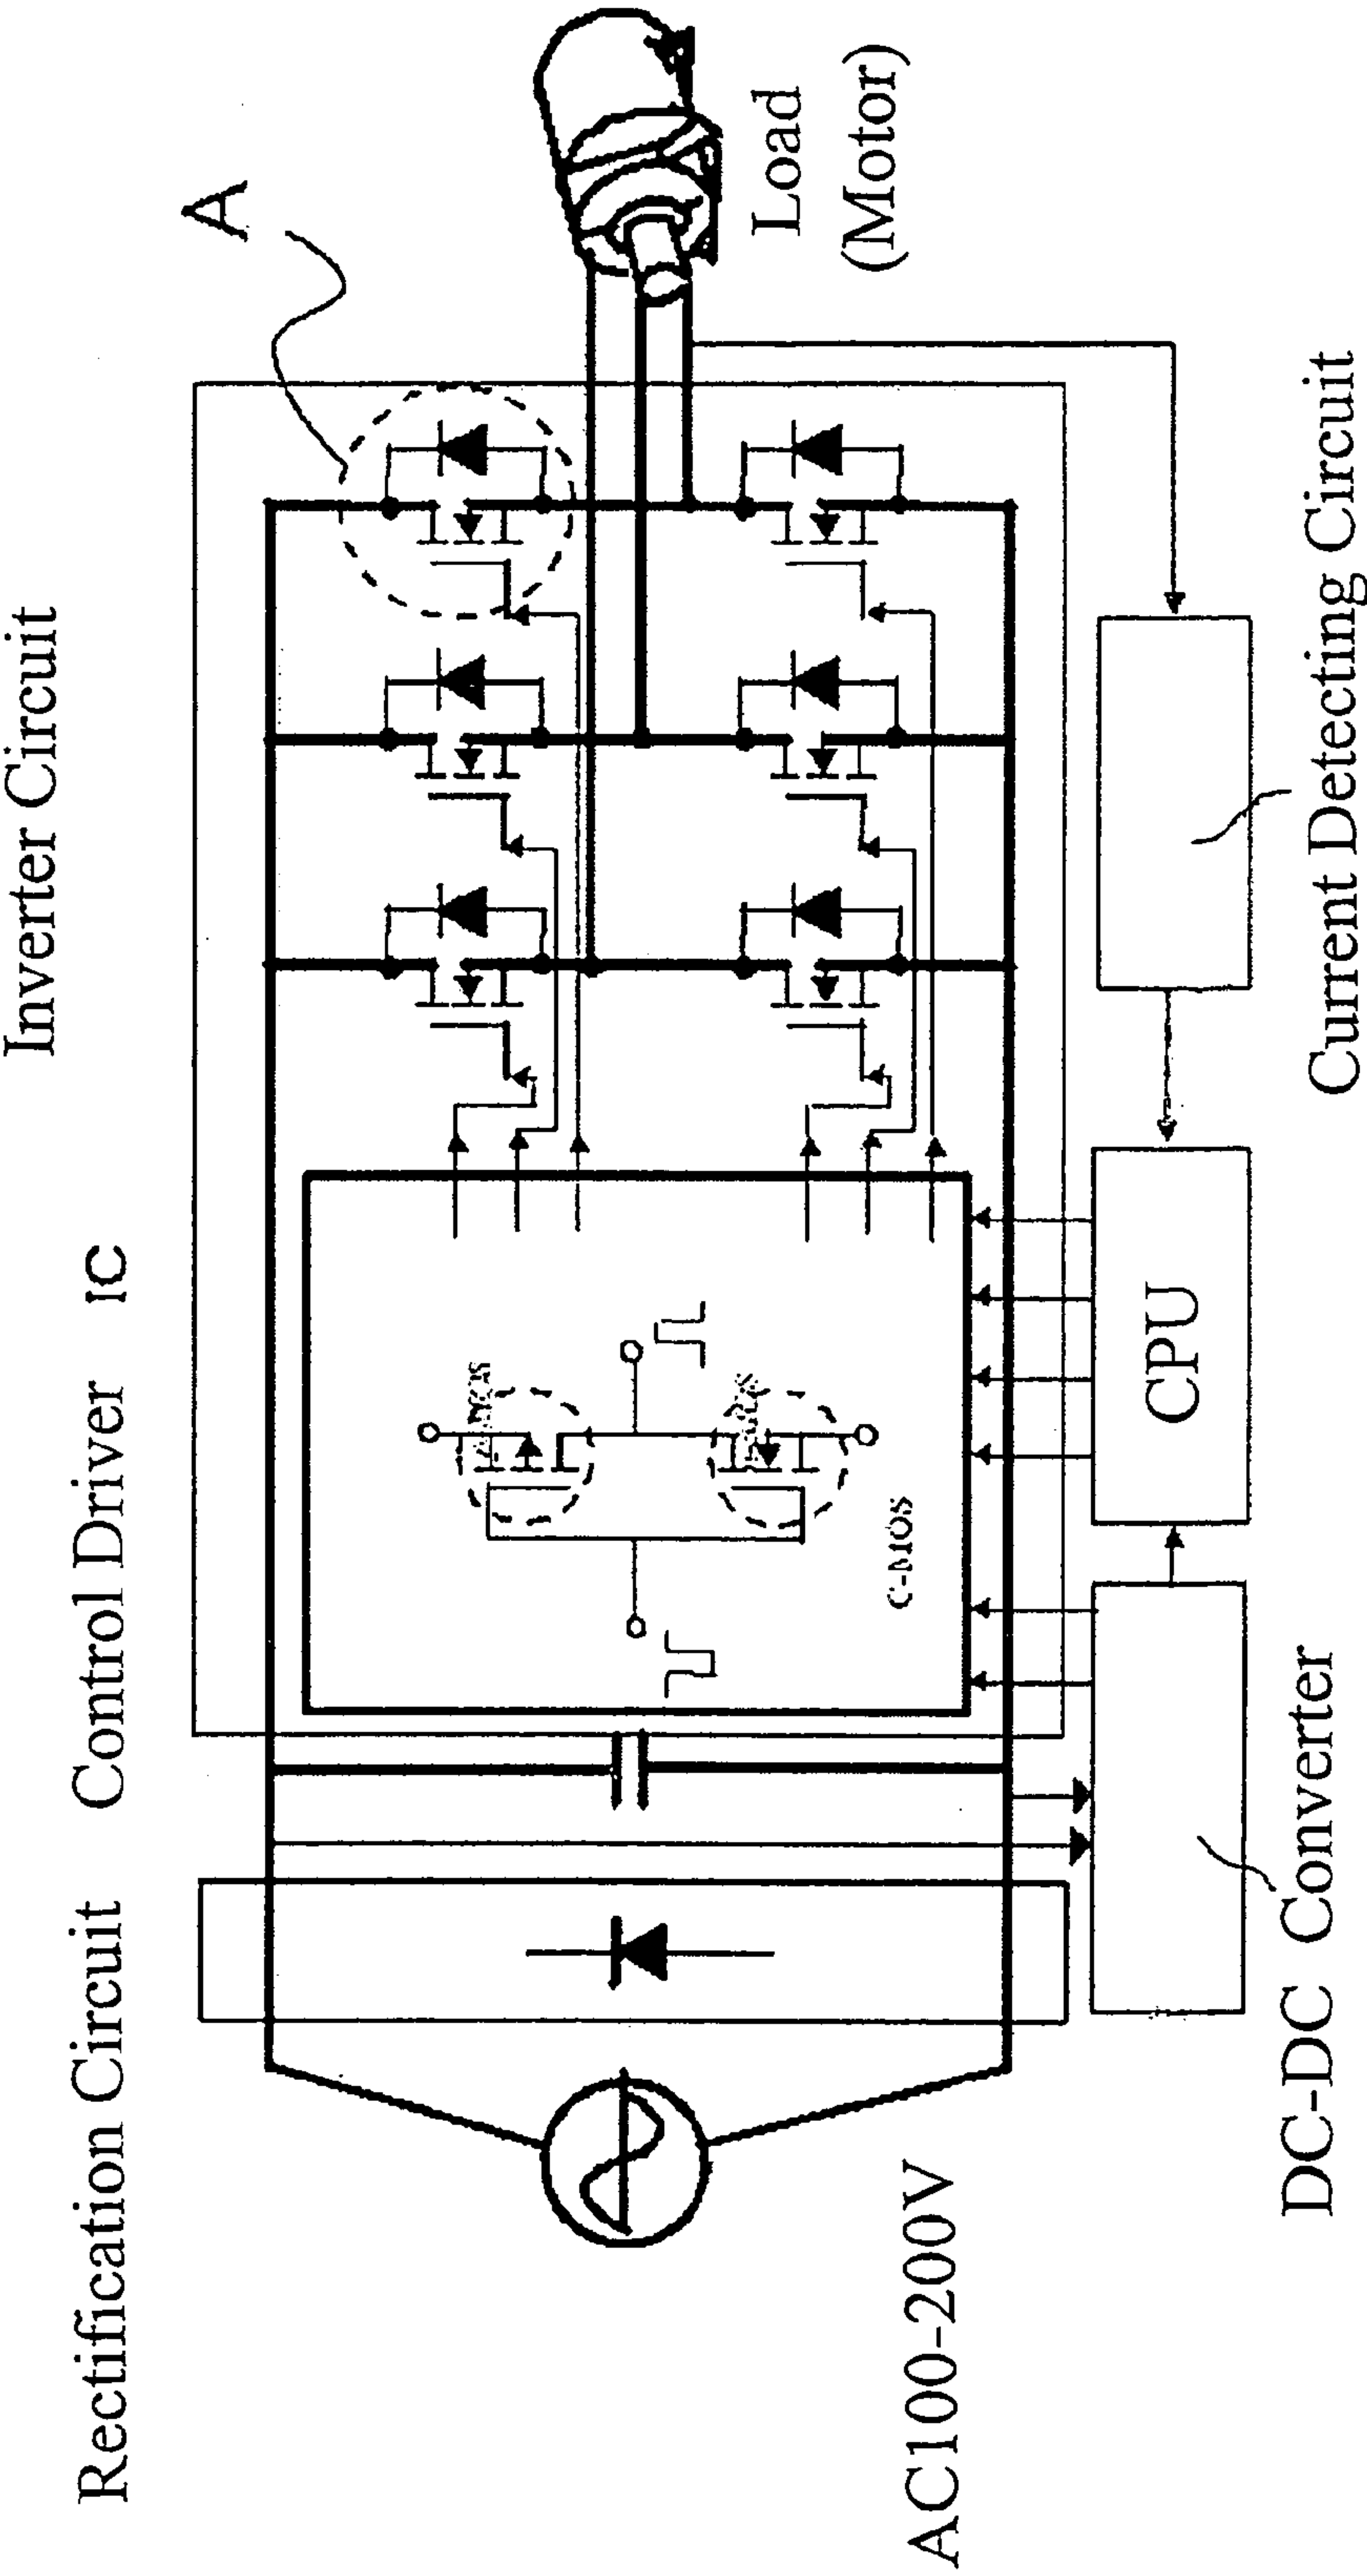 Rectification Circuit
Control Driver IC
Inverter Circuit
A
C-MOS
Load
(Motor)
AC100-200V
CPU
DC-DC Converter
Current Detecting Circuit